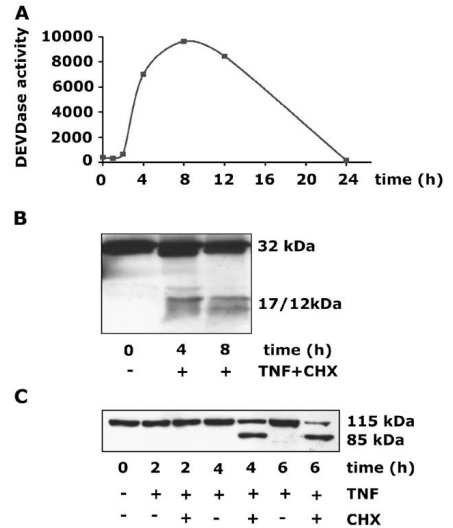 A
DEVDase activity
10000
8000
6000
4000
2000
0
0 4 8 12 16 20 24 time (h)
B
32 kDa
17/12kDa
0 4 8 time (h)
- + + TNF+CHX
C
115 kDa
85 kDa
0 2 2 4 4 6 6 time (h)
- + + + + + + TNF
- - + - + - + CHX